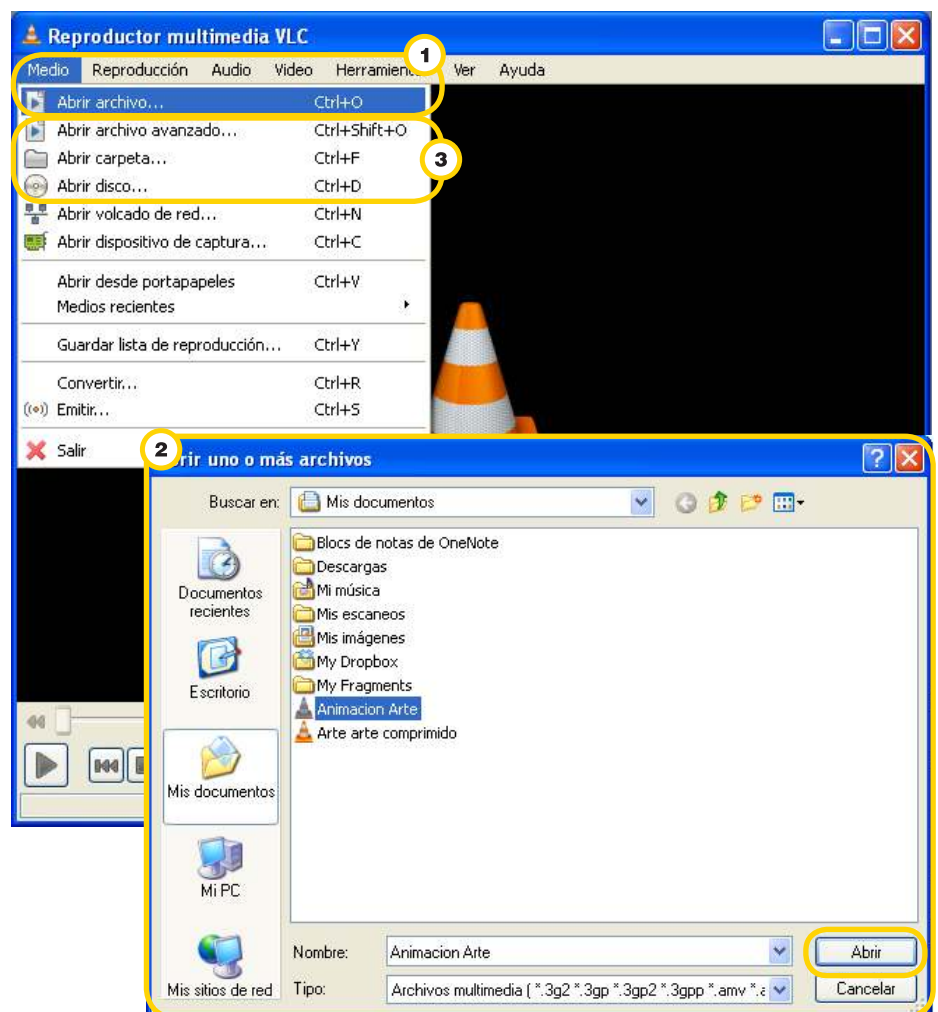 Reproductor multimedia VLC
1
Medio Reproducción Audio Video Ver Ayuda
Abrir archivo... Ctrl+O
Abrir archivo avanzado... Ctrl+Shift+O
Abrir carpeta... Ctrl+F
3
Abrir disco... Ctrl+D
Abrir volcado de red... Ctrl+N
Abrir dispositivo de captura... Ctrl+C
Abrir desde portapapeles Ctrl+V
Medios recientes
Guardar lista de reproducción... Ctrl+Y
Convertir... Ctrl+R
Emitir... Ctrl+S
Salir
2
uno o más archivos
Buscar en: Mis documentos
Documentos
recientes
Escritorio
Mis documentos
Mi PC
Mis sitios de red
Blocs de notas de OneNote
Descargas
Mi música
Mis escaneos
Mis imágenes
My Dropbox
My Fragments
Animacion Arte
Arte arte comprimido
Nombre: Animacion Arte
Abrir
Tipo: Archivos multimedia ( *.3g2 *.3gp *.3gp2 *.3gpp *.amv
Cancelar